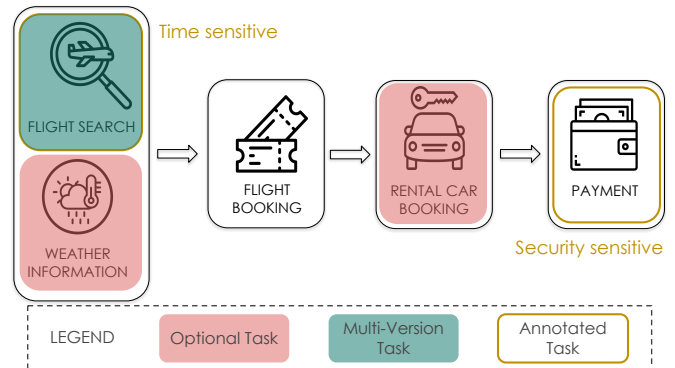 Time sensitive
FLIGHT SEARCH
WEATHER
INFORMATION
FLIGHT
BOOKING
RENTAL CAR
BOOKING
PAYMENT
Security sensitive
LEGEND
Optional Task
Multi-Version
Task
Annotated
Task